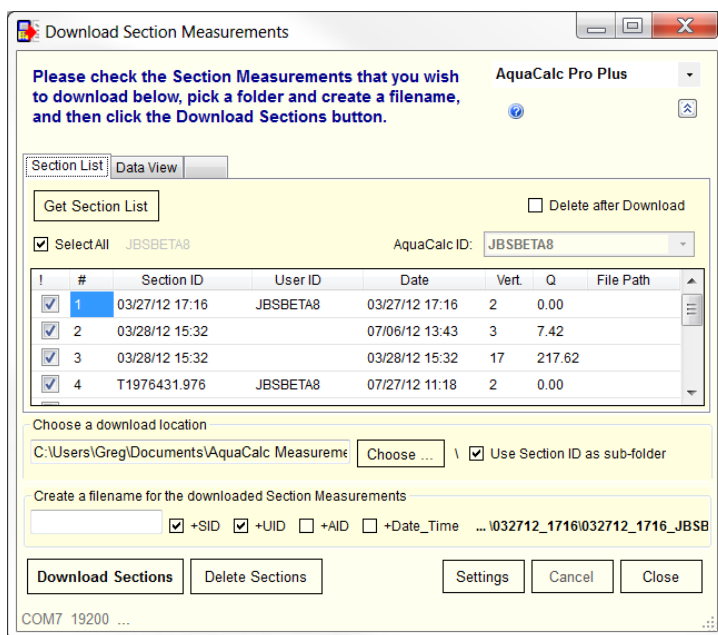 Download Section Measurements
Please check the Section Measurements that you wish
to download below, pick a folder and create a filename,
and then click the Download Sections button.
AquaCalc Pro Plus
Section List Data View
Get Section List
Delete after Download
Select All JBSBETA8 AquaCalc ID: JBSBETA8
! # Section ID User ID Date Vert. Q File Path
1 03/27/12 17:16 JBSBETA8 03/27/12 17:16 2 0.00
2 03/28/12 15:32 07/06/12 13:43 3 7.42
3 03/28/12 15:32 03/28/12 15:32 17 217.62
4 T1976431.976 JBSBETA8 07/27/12 11:18 2 0.00
Choose a download location
C:\Users\Greg\Documents\AquaCalc Measureme Choose ... \ Use Section ID as sub-folder
Create a filename for the downloaded Section Measurements
+SID +UID +AID +Date_Time ... \032712_1716\032712_1716_JBSB
Download Sections Delete Sections Settings Cancel Close
COM7 19200 ...